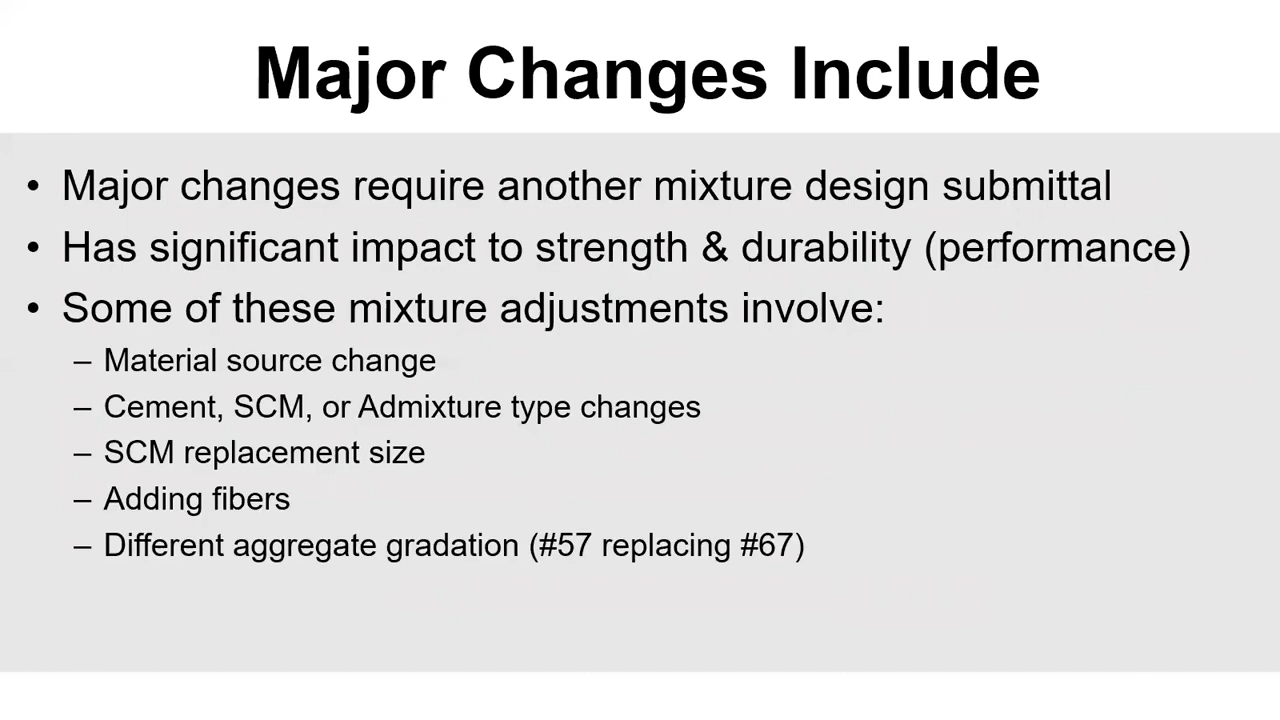 Major Changes Include
• Major changes require another mixture design submittal
• Has significant impact to strength & durability (performance)
• Some of these mixture adjustments involve:
– Material source change
– Cement, SCM, or Admixture type changes
– SCM replacement size
– Adding fibers
– Different aggregate gradation (#57 replacing #67)